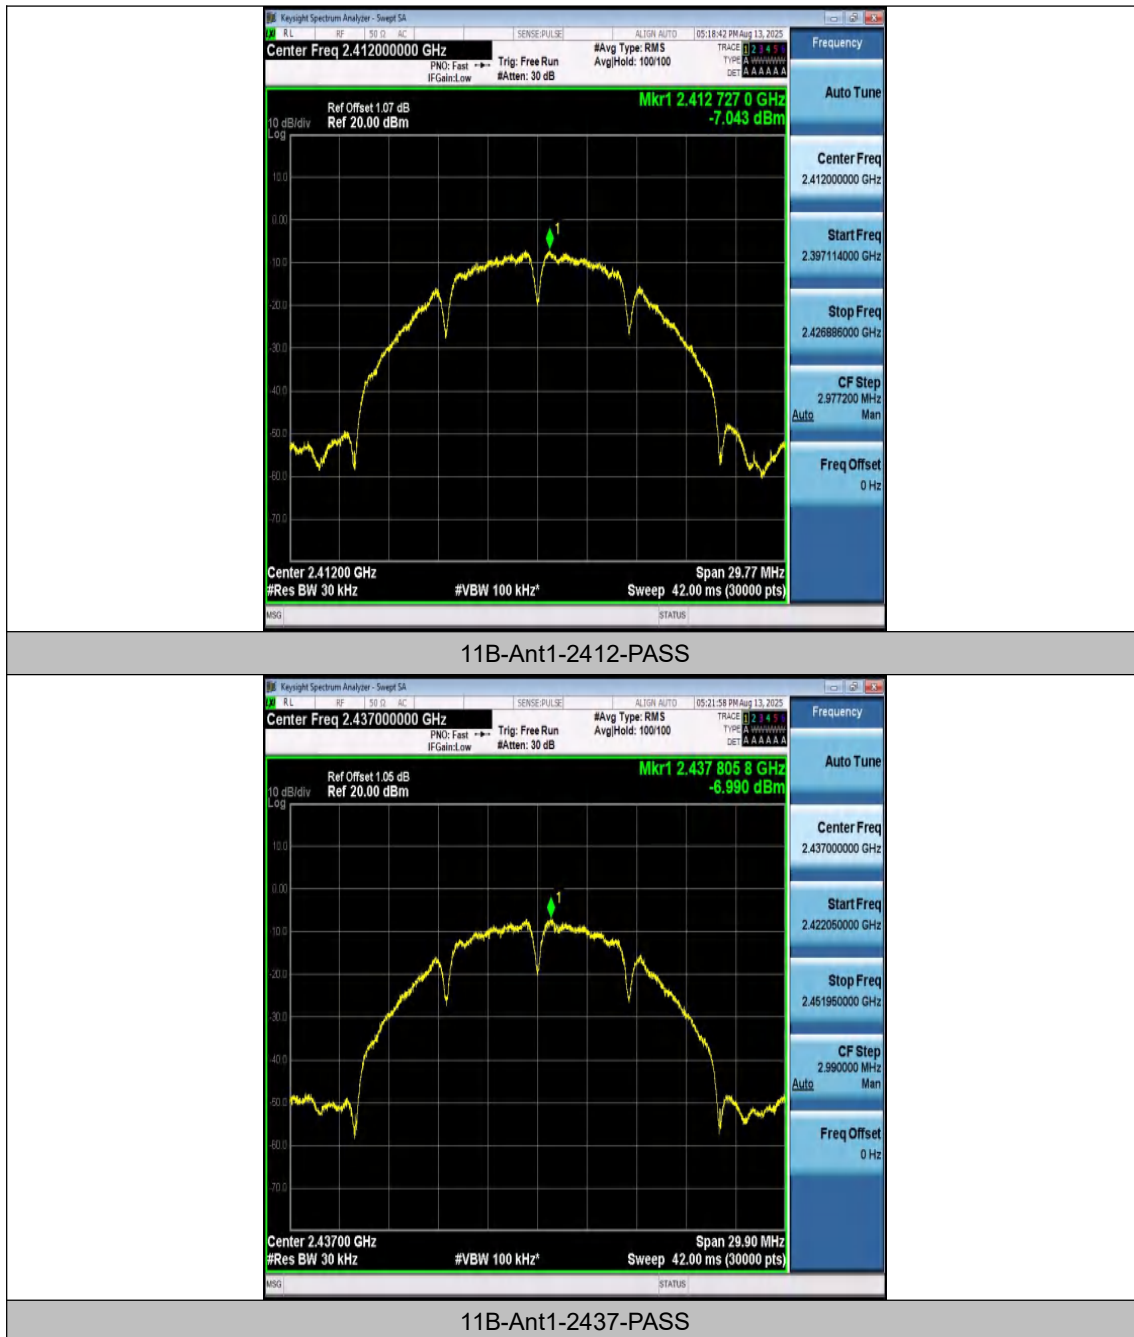 Keysight Spectrum Analyzer - Swept SA
RL RF 50 Ω AC SENSE:PULSE ALIGN AUTO 05:18:42 PM Aug 13, 2025
Center Freq 2.412000000 GHz #Avg Type: RMS TRACE 1 2 3 4 5 6
PNO: Fast Trig: Free Run Avg|Hold: 100/100 TYPE A WWWWW
IFGain:Low #Atten: 30 dB DET A A A A A A
Frequency
Auto Tune
Center Freq
2.412000000 GHz
Start Freq
2.397114000 GHz
Stop Freq
2.426886000 GHz
CF Step
2.977200 MHz
Auto Man
Freq Offset
0 Hz
Mkr1 2.412 727 0 GHz
Ref Offset 1.07 dB -7.043 dBm
10 dB/div Ref 20.00 dBm
Log
10.0
0.00
-10.0
-20.0
-30.0
-40.0
-50.0
-60.0
-70.0
1
Center 2.41200 GHz Span 29.77 MHz
#Res BW 30 kHz #VBW 100 kHz* Sweep 42.00 ms (30000 pts)
MSG STATUS
11B-Ant1-2412-PASS
Keysight Spectrum Analyzer - Swept SA
RL RF 50 Ω AC SENSE:PULSE ALIGN AUTO 05:21:58 PM Aug 13, 2025
Center Freq 2.437000000 GHz #Avg Type: RMS TRACE 1 2 3 4 5 6
PNO: Fast Trig: Free Run Avg|Hold: 100/100 TYPE A WWWWW
IFGain:Low #Atten: 30 dB DET A A A A A A
Frequency
Auto Tune
Center Freq
2.437000000 GHz
Start Freq
2.422050000 GHz
Stop Freq
2.451950000 GHz
CF Step
2.990000 MHz
Auto Man
Freq Offset
0 Hz
Mkr1 2.437 805 8 GHz
Ref Offset 1.05 dB -6.990 dBm
10 dB/div Ref 20.00 dBm
Log
10.0
0.00
-10.0
-20.0
-30.0
-40.0
-50.0
-60.0
-70.0
1
Center 2.43700 GHz Span 29.90 MHz
#Res BW 30 kHz #VBW 100 kHz* Sweep 42.00 ms (30000 pts)
MSG STATUS
11B-Ant1-2437-PASS